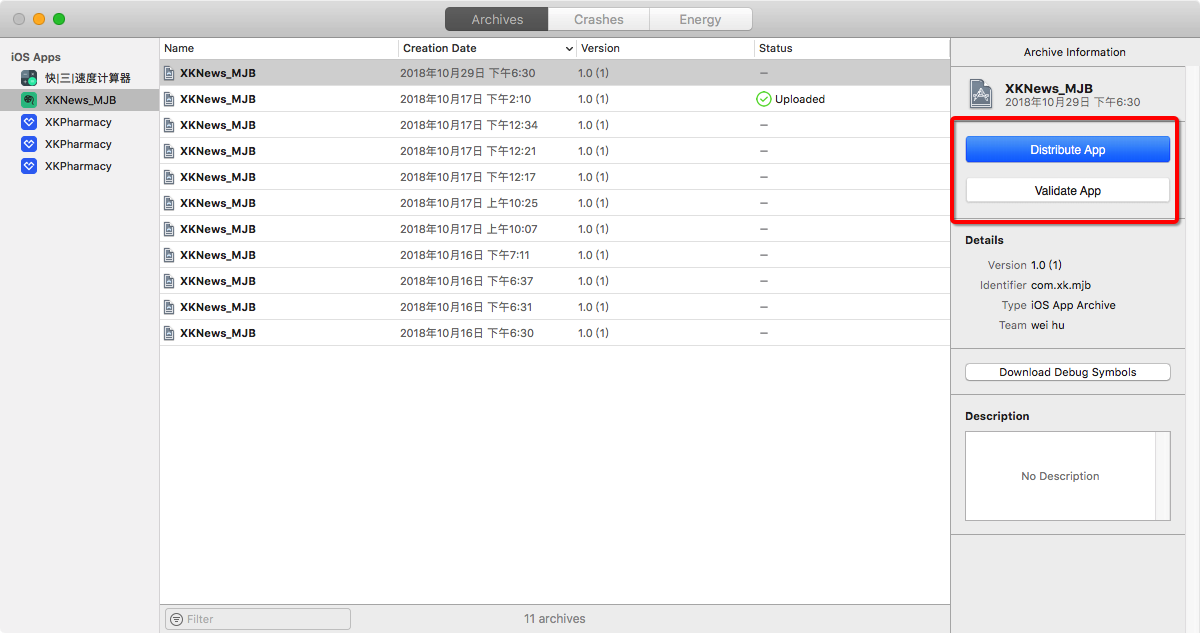 Archives Crashes Energy
iOS Apps
快|三|速度计算器
XKNews_MJB
XKPharmacy
XKPharmacy
XKPharmacy
Name Creation Date Version Status
XKNews_MJB 2018年10月29日 下午6:30 1.0 (1) —
XKNews_MJB 2018年10月17日 下午2:10 1.0 (1) Uploaded
XKNews_MJB 2018年10月17日 下午12:34 1.0 (1) —
XKNews_MJB 2018年10月17日 下午12:21 1.0 (1) —
XKNews_MJB 2018年10月17日 下午12:17 1.0 (1) —
XKNews_MJB 2018年10月17日 上午10:25 1.0 (1) —
XKNews_MJB 2018年10月17日 上午10:07 1.0 (1) —
XKNews_MJB 2018年10月16日 下午7:11 1.0 (1) —
XKNews_MJB 2018年10月16日 下午6:37 1.0 (1) —
XKNews_MJB 2018年10月16日 下午6:31 1.0 (1) —
XKNews_MJB 2018年10月16日 下午6:30 1.0 (1) —
Filter
11 archives
Archive Information
XKNews_MJB
2018年10月29日 下午6:30
Distribute App
Validate App
Details
Version 1.0 (1)
Identifier com.xk.mjb
Type iOS App Archive
Team wei hu
Download Debug Symbols
Description
No Description